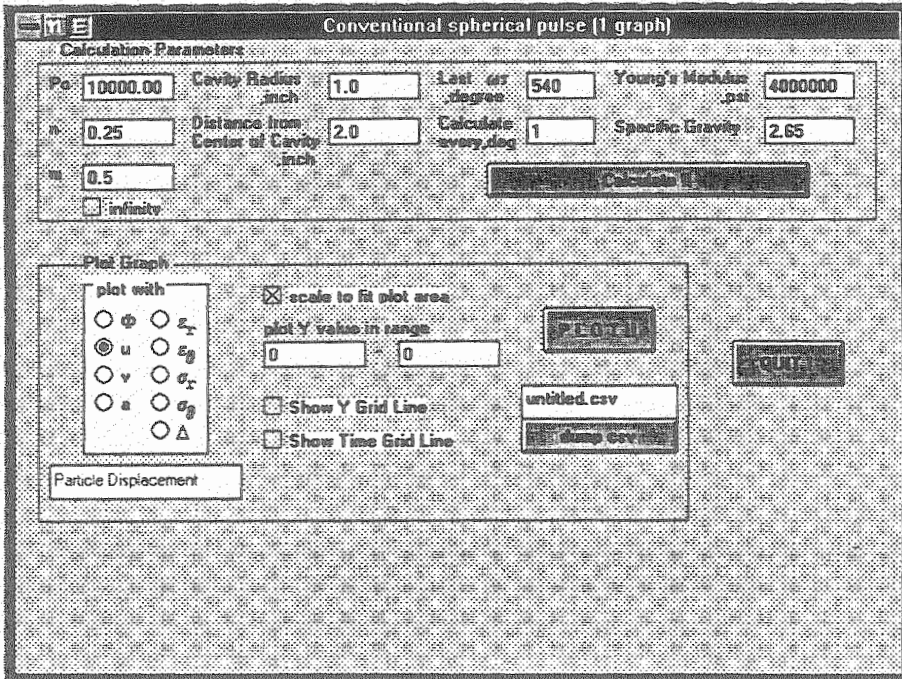 Conventional spherical pulse (1 graph)
Calculation Parameters
Po 10000.00 Cavity Radius ,inch 1.0 Last ωτ ,degree 540 Young's Modulus ,psi 4000000
n 0.25 Distance from Center of Cavity ,inch 2.0 Calculate every,deg 1 Specific Gravity 2.65
m 0.5 Calculate !!
infinity
Plot Graph
plot with
Φ εr
u εθ
v σr
a σθ
Δ
Particle Displacement
scale to fit plot area
plot Y value in range
0 - 0
Show Y Grid Line
Show Time Grid Line
P L O T !!
untitled.csv
dump csv
QUIT !